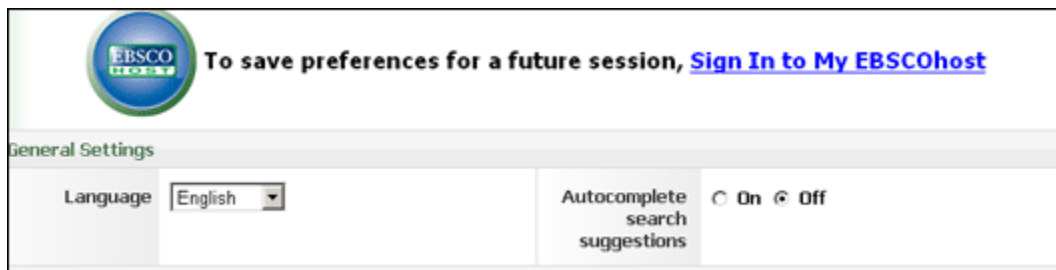 EBSCO
HOST
To save preferences for a future session, Sign In to My EBSCOhost
General Settings
Language English
Autocomplete search suggestions On Off